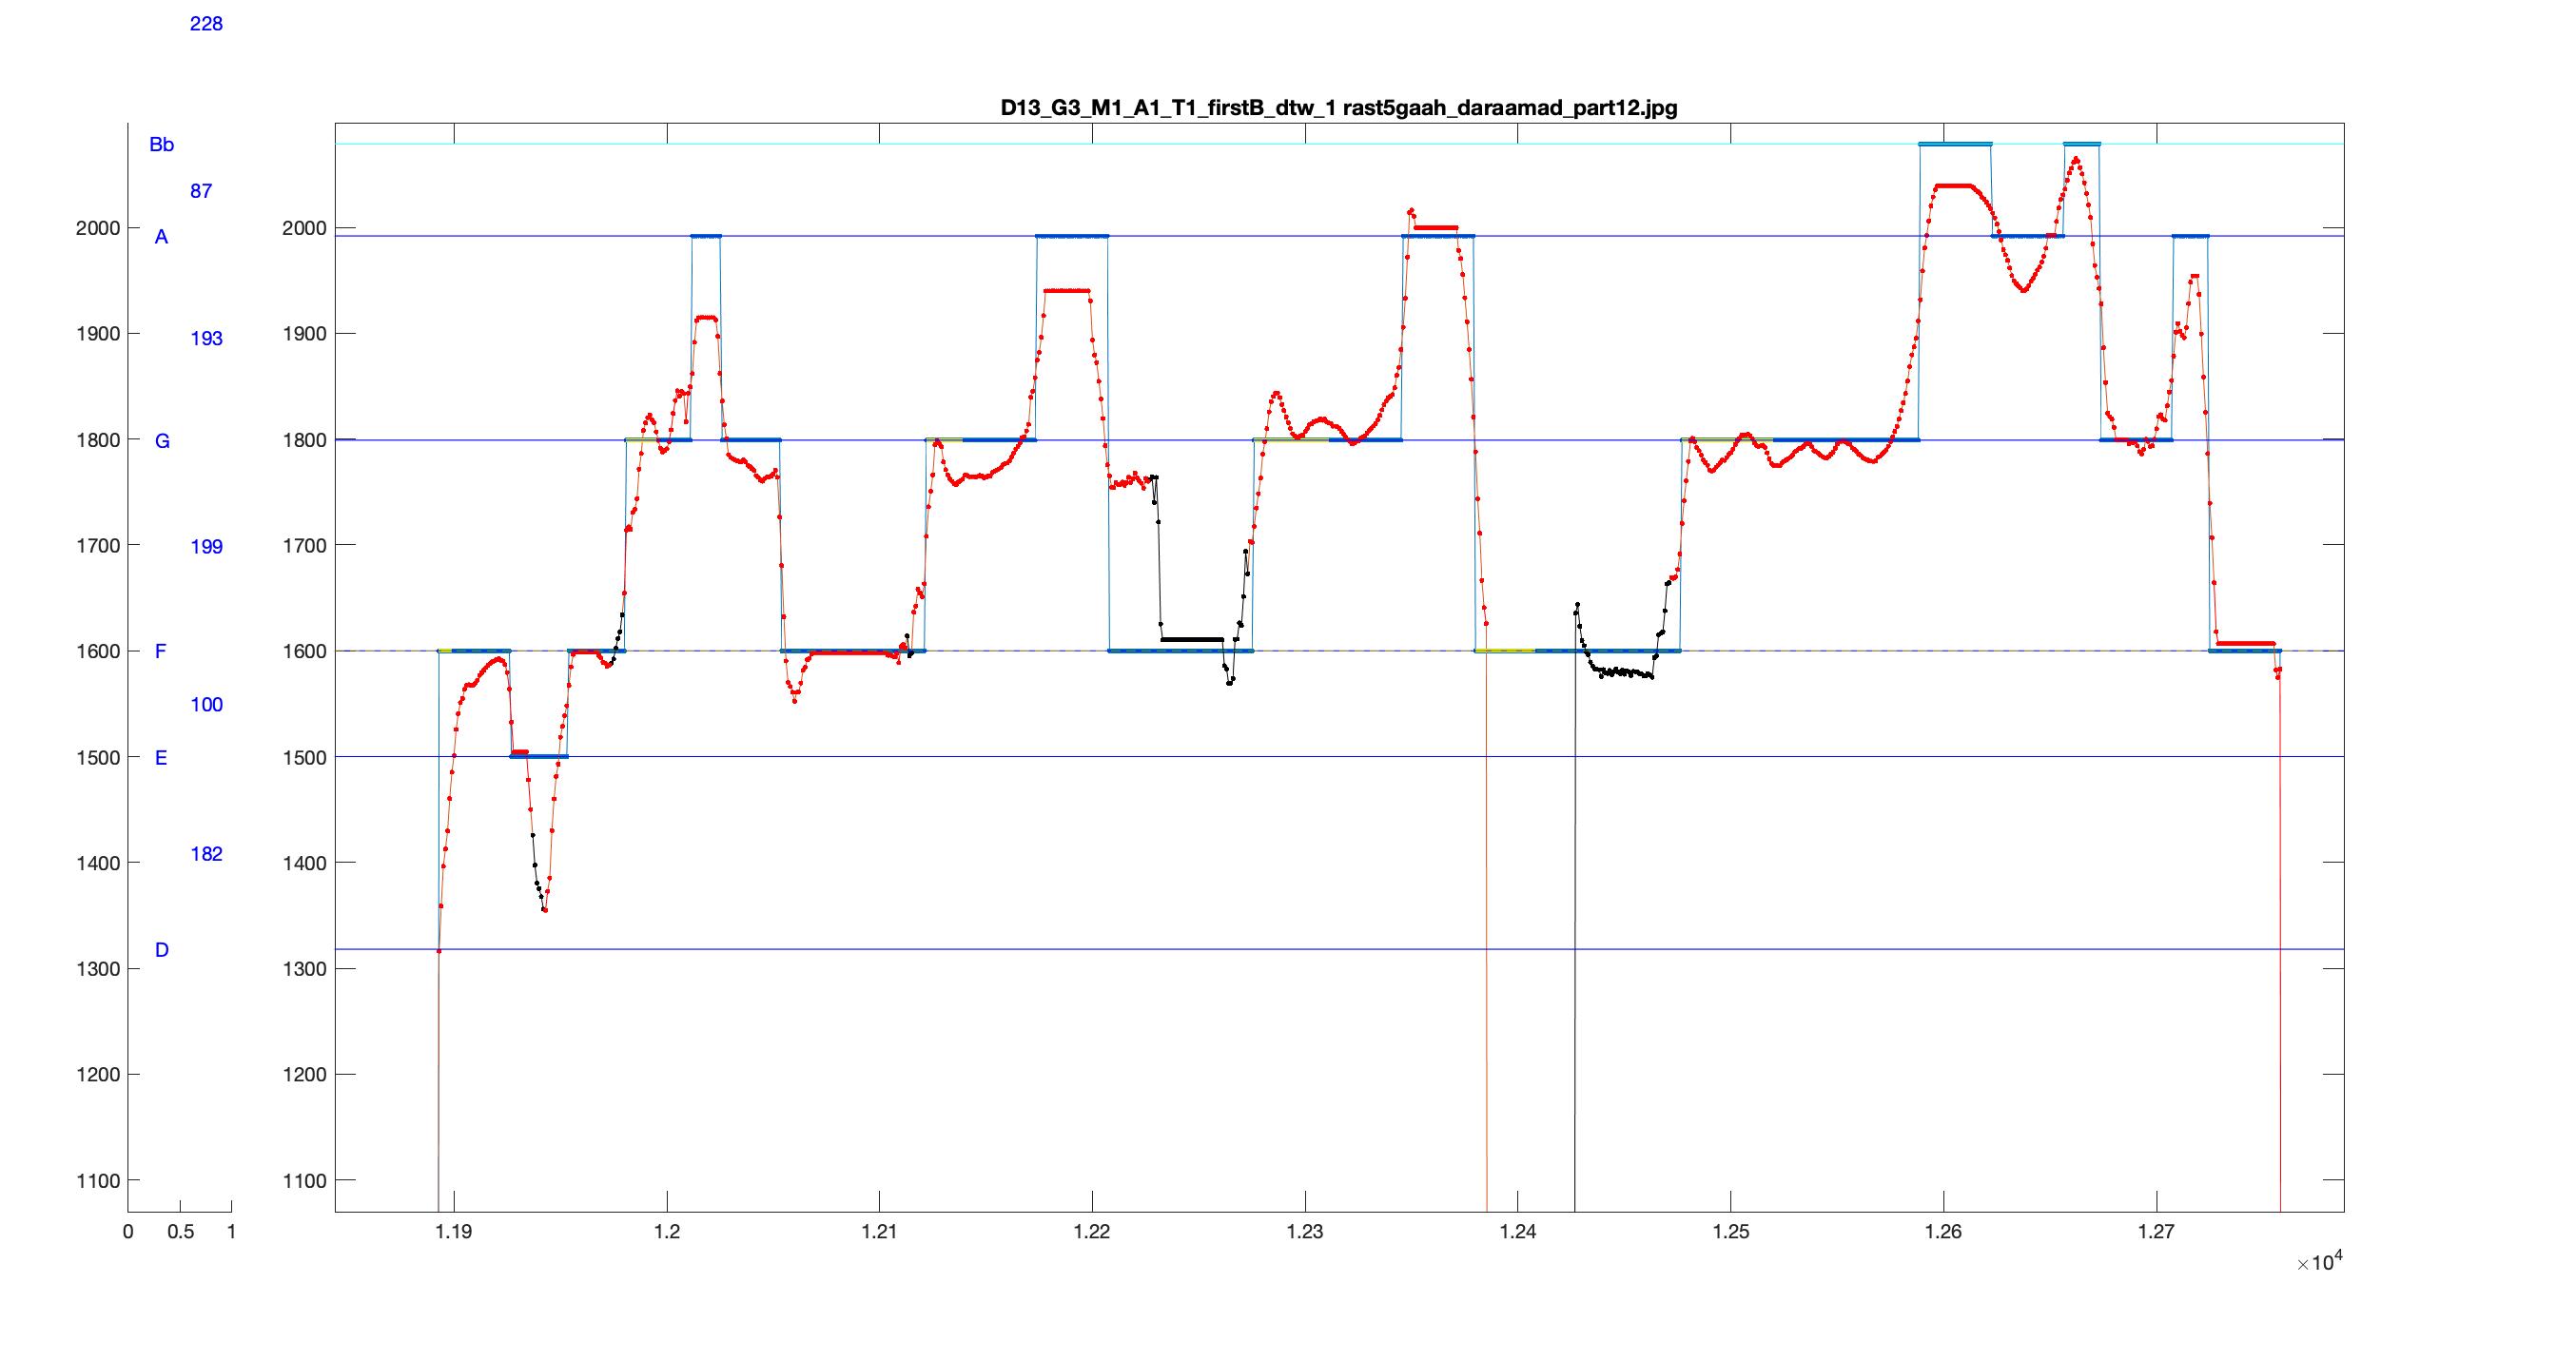 228
D13_G3_M1_A1_T1_firstB_dtw_1 rast5gaah_daraamad_part12.jpg
Bb
87
2000 A 2000
1900 193 1900
1800 G 1800
1700 199 1700
1600 F 1600
100
1500 E 1500
1400 182 1400
D
1300 1300
1200 1200
1100 1100
0 0.5 1 1.19 1.2 1.21 1.22 1.23 1.24 1.25 1.26 1.27
×10⁴